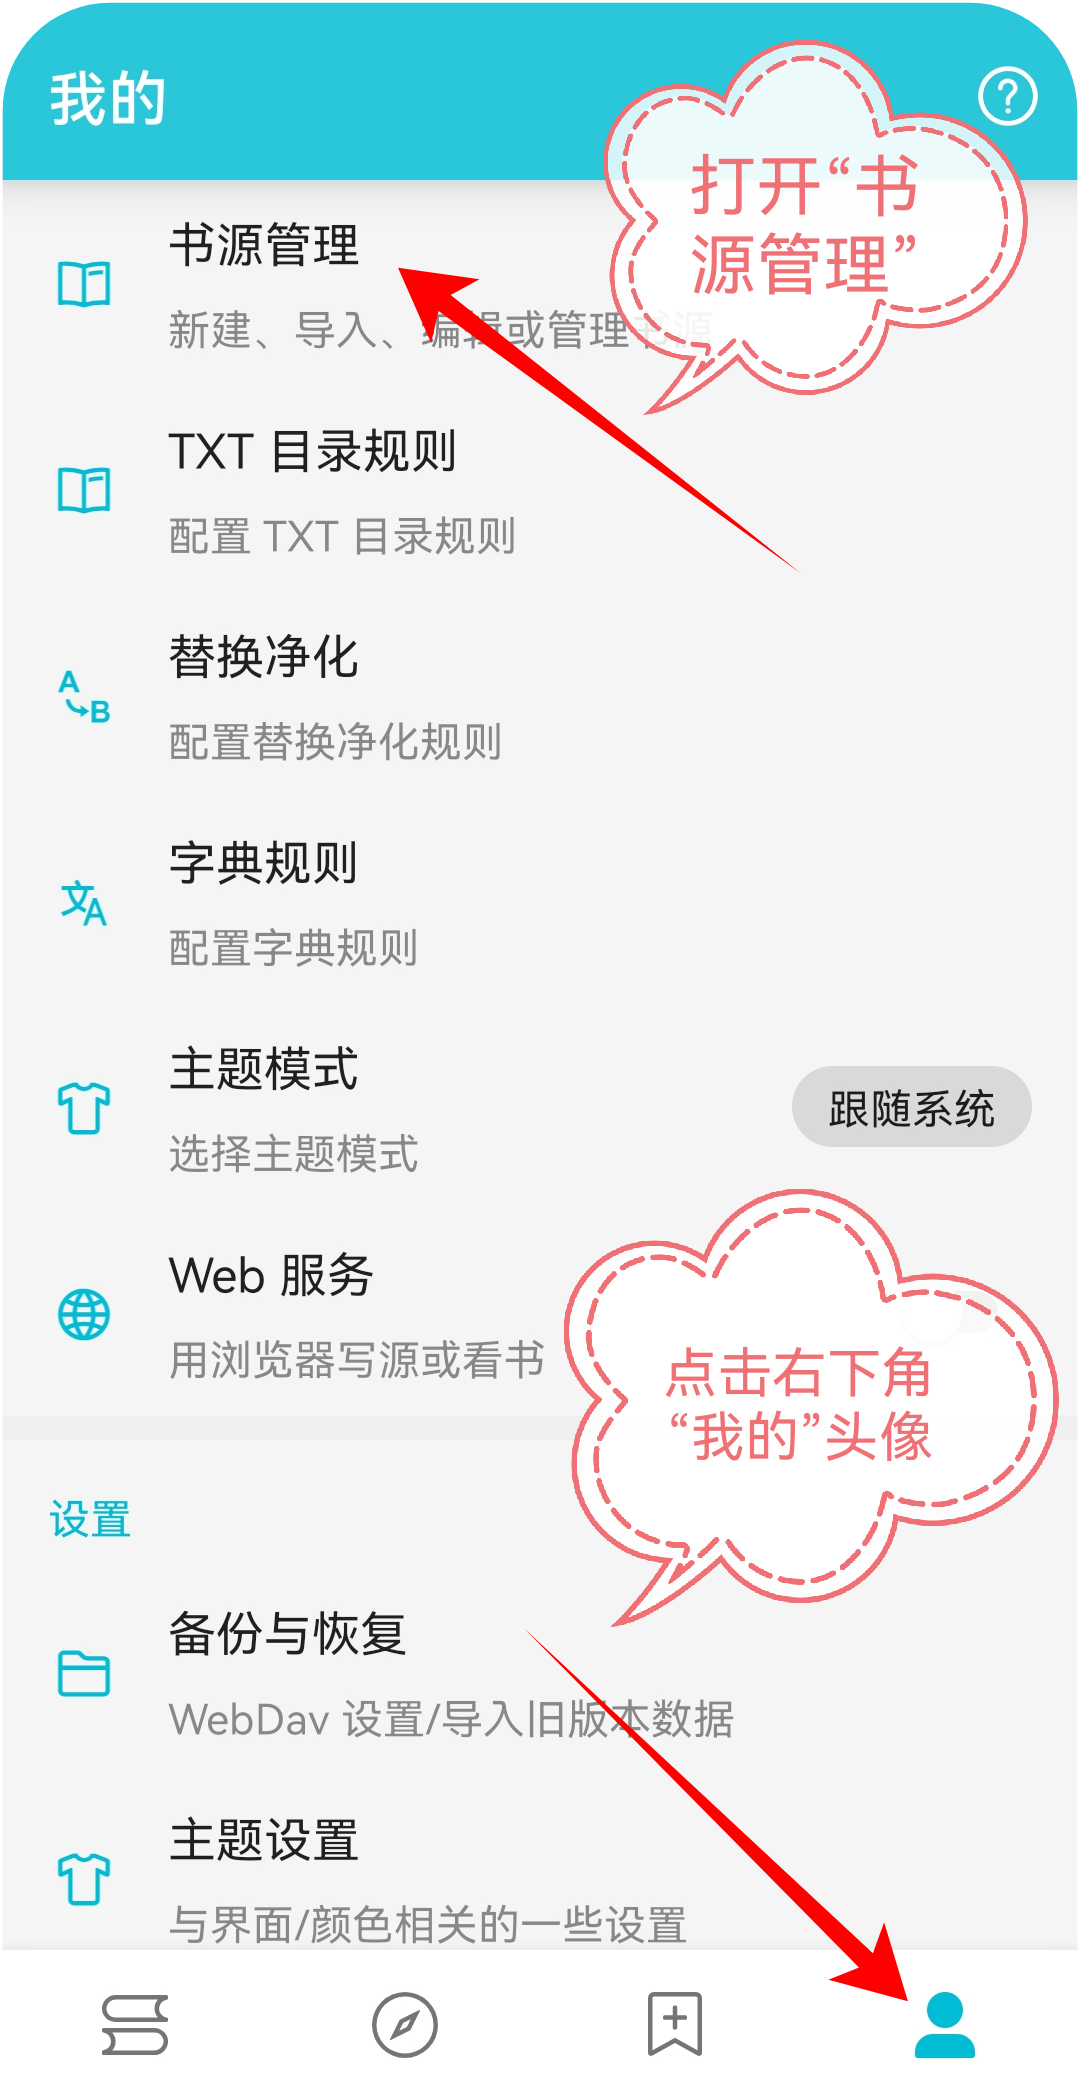 我的
打开“书
源管理”
书源管理
新建、导入、编辑或管理书源
TXT 目录规则
配置 TXT 目录规则
替换净化
配置替换净化规则
字典规则
配置字典规则
主题模式
选择主题模式
跟随系统
Web 服务
用浏览器写源或看书
点击右下角
“我的”头像
设置
备份与恢复
WebDav 设置/导入旧版本数据
主题设置
与界面/颜色相关的一些设置